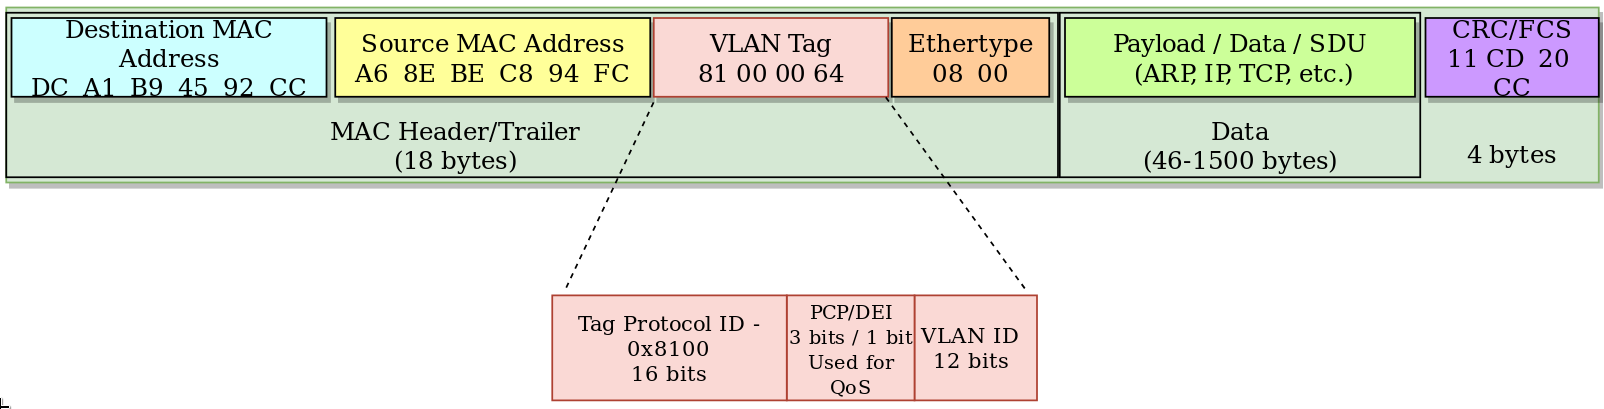 Destination MAC
Address
DC A1 B9 45 92 CC
Source MAC Address
A6 8E BE C8 94 FC
VLAN Tag
81 00 00 64
Ethertype
08 00
Payload / Data / SDU
(ARP, IP, TCP, etc.)
CRC/FCS
11 CD 20
CC
MAC Header/Trailer
(18 bytes)
Data
(46-1500 bytes)
4 bytes
Tag Protocol ID -
0x8100
16 bits
PCP/DEI
3 bits / 1 bit
Used for
QoS
VLAN ID
12 bits